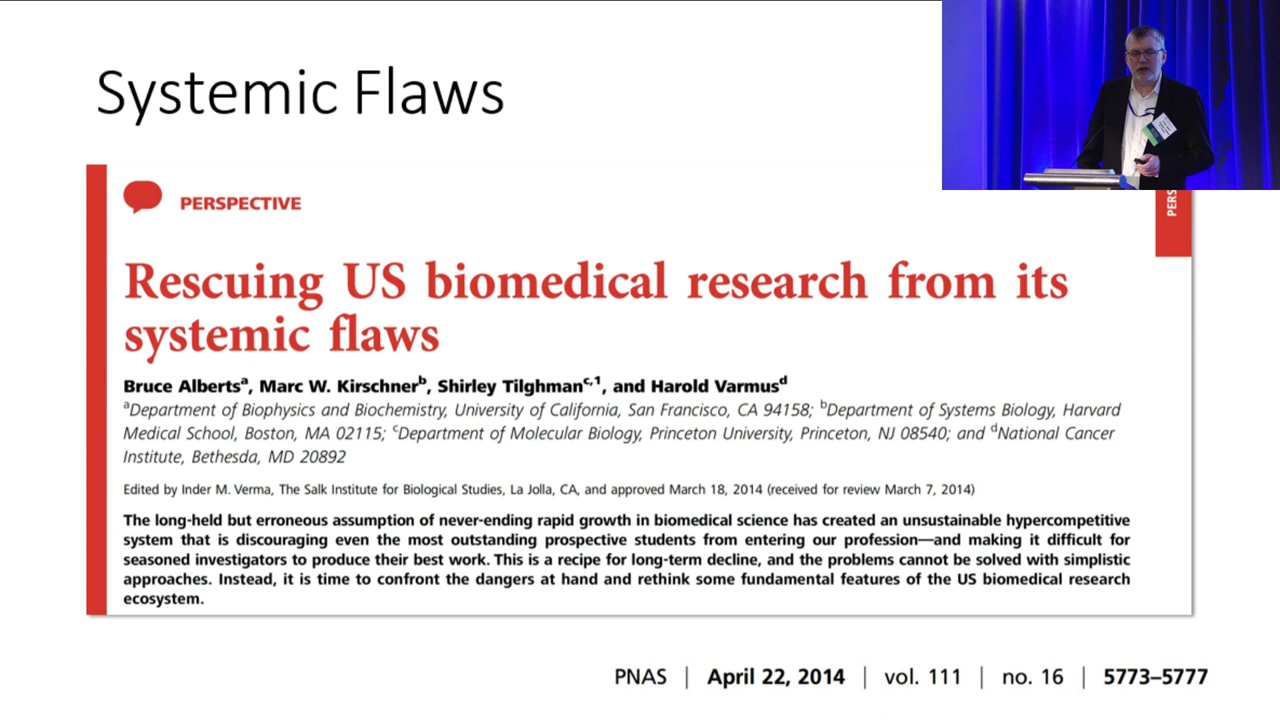 Systemic Flaws
PERSPECTIVE
PERS
Rescuing US biomedical research from its
systemic flaws
Bruce Albertsᵃ, Marc W. Kirschnerᵇ, Shirley Tilghmanᶜ,¹, and Harold Varmusᵈ
ᵃDepartment of Biophysics and Biochemistry, University of California, San Francisco, CA 94158; ᵇDepartment of Systems Biology, Harvard
Medical School, Boston, MA 02115; ᶜDepartment of Molecular Biology, Princeton University, Princeton, NJ 08540; and ᵈNational Cancer
Institute, Bethesda, MD 20892
Edited by Inder M. Verma, The Salk Institute for Biological Studies, La Jolla, CA, and approved March 18, 2014 (received for review March 7, 2014)
The long-held but erroneous assumption of never-ending rapid growth in biomedical science has created an unsustainable hypercompetitive
system that is discouraging even the most outstanding prospective students from entering our profession—and making it difficult for
seasoned investigators to produce their best work. This is a recipe for long-term decline, and the problems cannot be solved with simplistic
approaches. Instead, it is time to confront the dangers at hand and rethink some fundamental features of the US biomedical research
ecosystem.
PNAS | April 22, 2014 | vol. 111 | no. 16 | 5773–5777